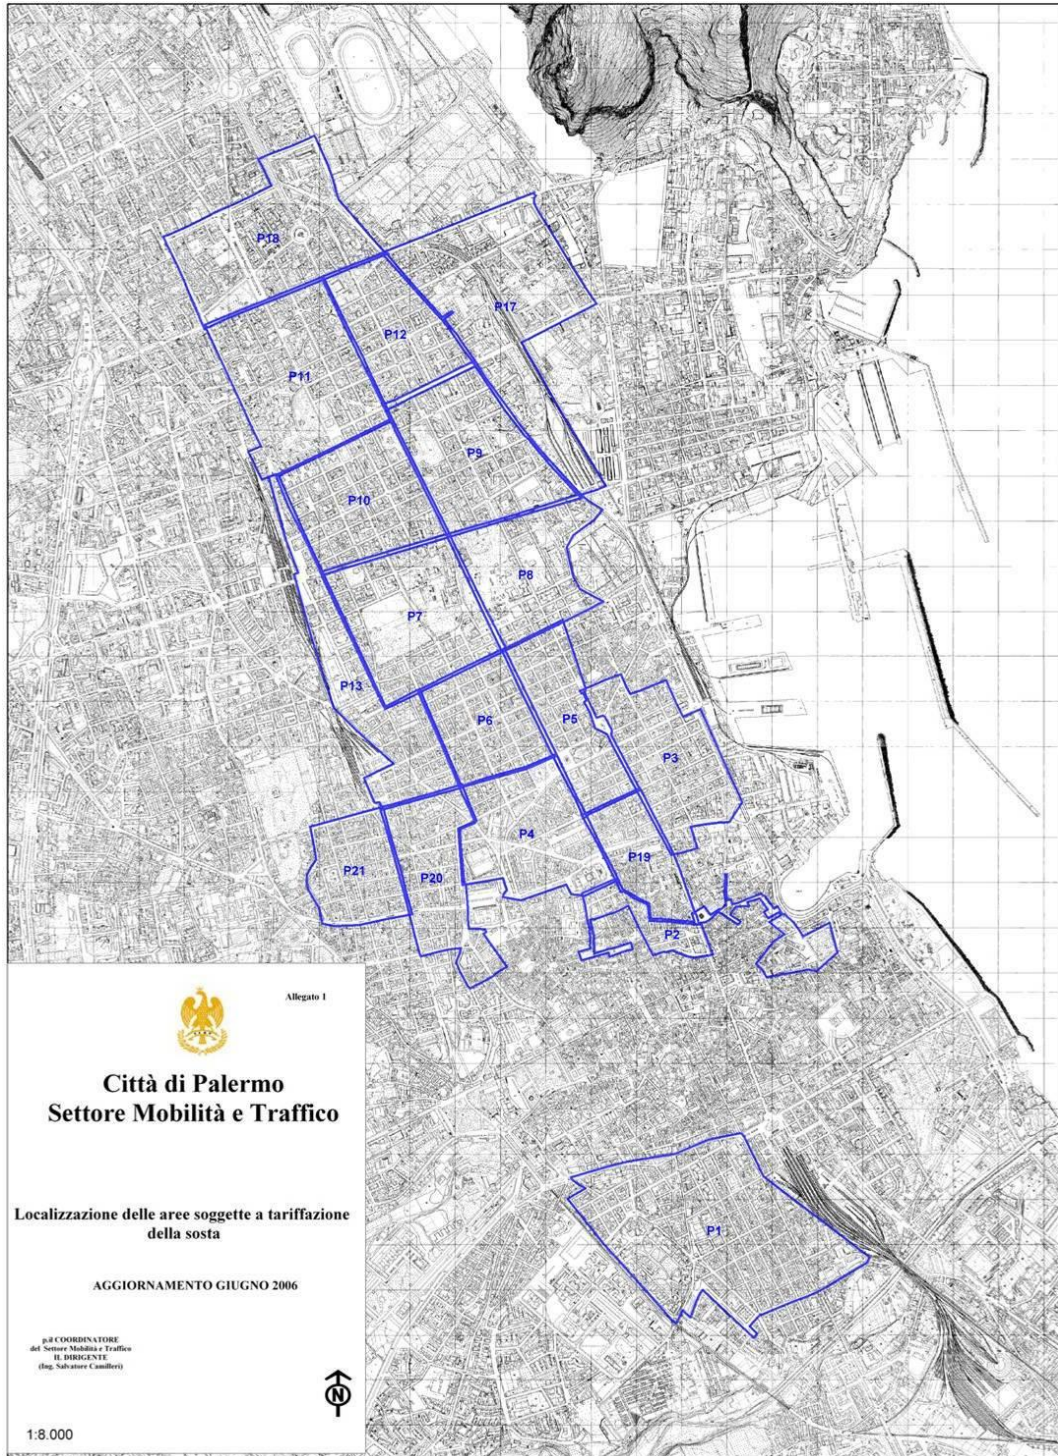 P18
P17
P12
P11
P9
P10
P8
P7
P13
P6
P5
P3
P4
P19
P21
P20
P2
Allegato 1
Città di Palermo
Settore Mobilità e Traffico
Localizzazione delle aree soggette a tariffazione
della sosta
P1
AGGIORNAMENTO GIUGNO 2006
p.il COORDINATORE
del Settore Mobilità e Traffico
IL DIRIGENTE
(Ing. Salvatore Camilleri)
N
1:8.000